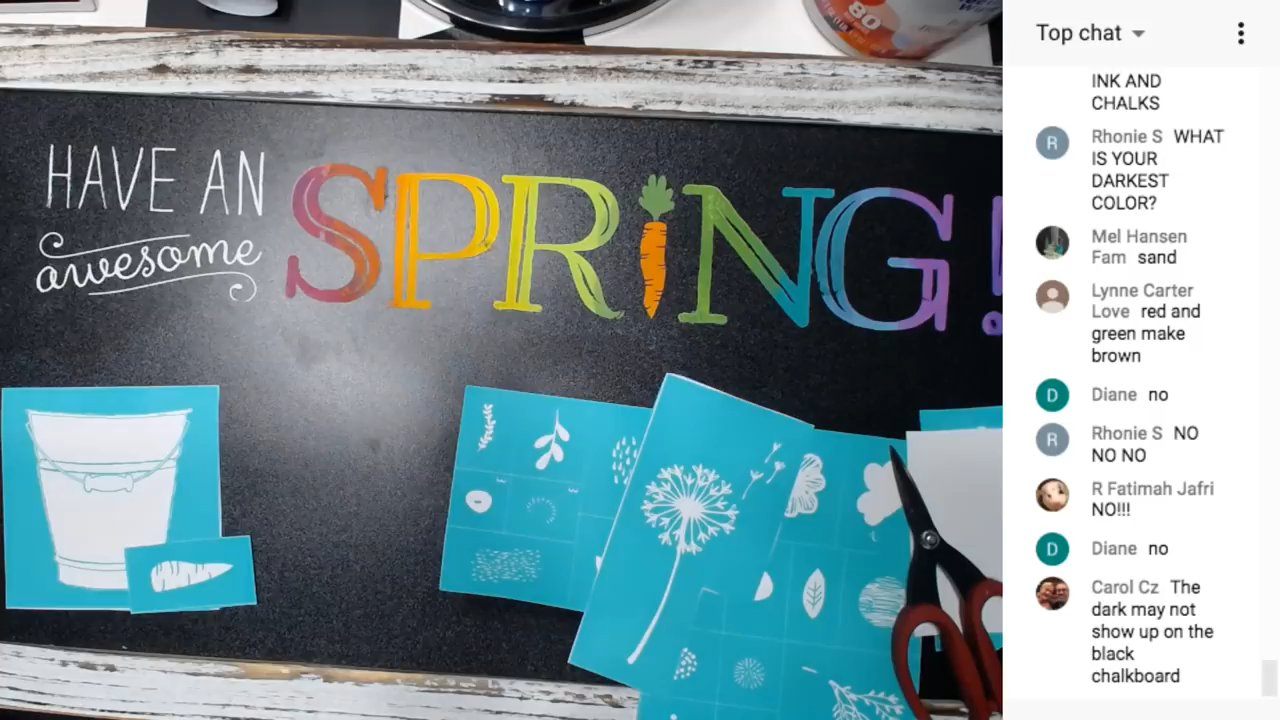 80
HAVE AN
awesome
SPRING!
Top chat
INK AND
CHALKS
Rhonie S WHAT
IS YOUR
DARKEST
COLOR?
Mel Hansen
Fam sand
Lynne Carter
Love red and
green make
brown
Diane no
Rhonie S NO
NO NO
R Fatimah Jafri
NO!!!
Diane no
Carol Cz The
dark may not
show up on the
black
chalkboard